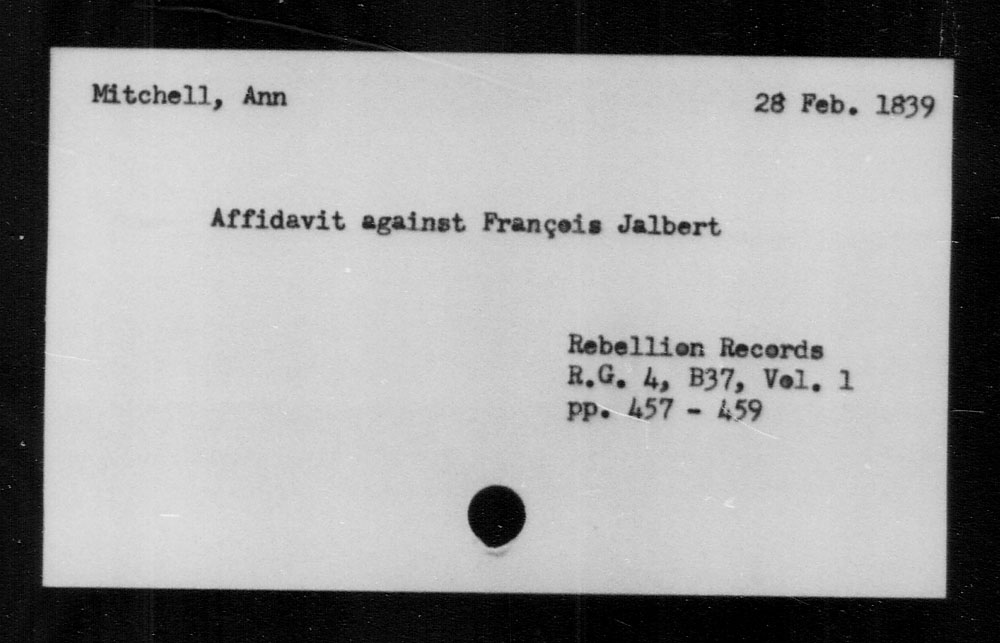 Mitchell, Ann
28 Feb. 1839
Affidavit against François Jalbert
Rebellion Records
R.G. 4, B37, Vol. 1
pp. 457 - 459